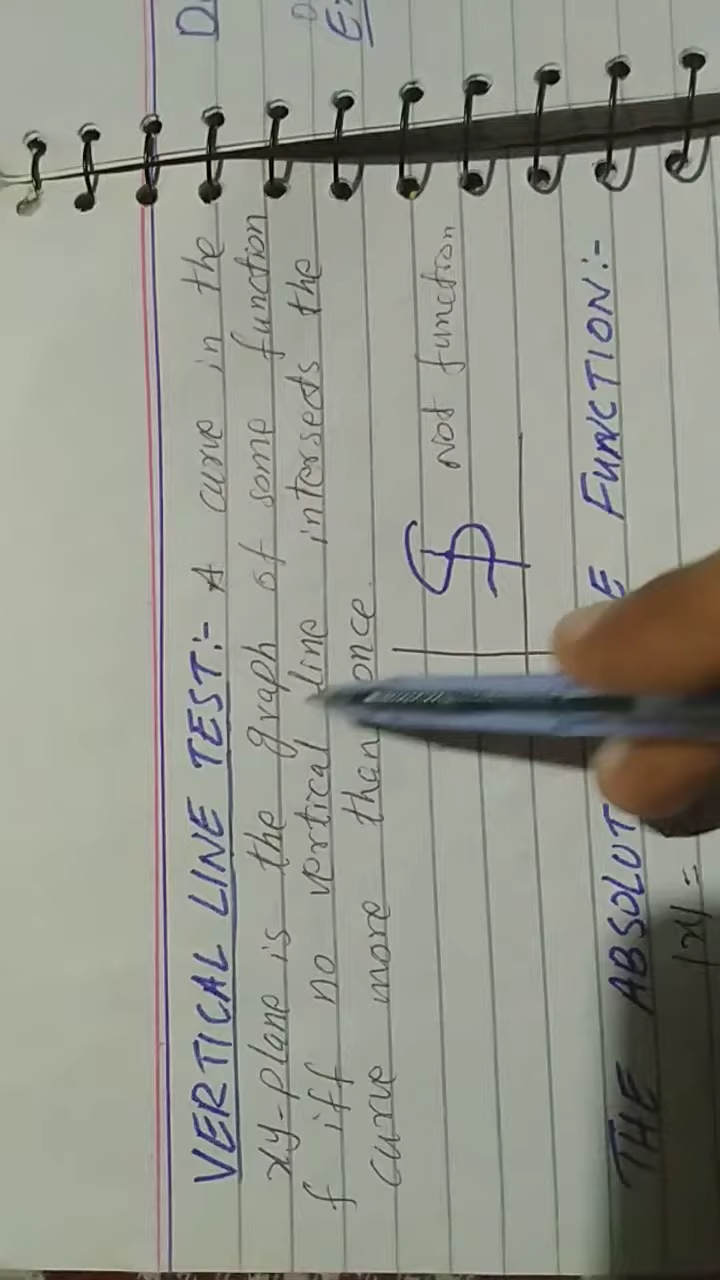 VERTICAL LINE TEST:- A curve in the
xy-plane is the graph of some function
f iff no vertical line intersects the
curve more than once.
Not function
THE ABSOLUT E FUNCTION:-
|x| =